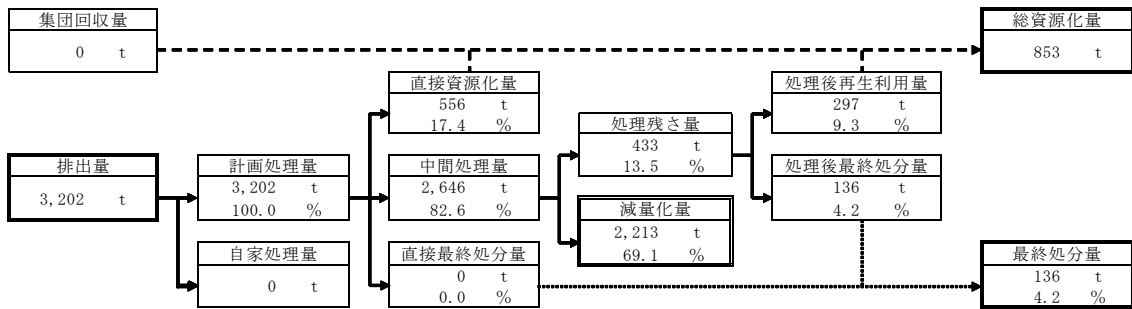 集団回収量
0 t
総資源化量
853 t
直接資源化量
556 t
17.4 %
処理後再生利用量
297 t
9.3 %
処理残さ量
433 t
13.5 %
排出量
3,202 t
計画処理量
3,202 t
100.0 %
中間処理量
2,646 t
82.6 %
処理後最終処分量
136 t
4.2 %
減量化量
2,213 t
69.1 %
自家処理量
0 t
直接最終処分量
0 t
0.0 %
最終処分量
136 t
4.2 %